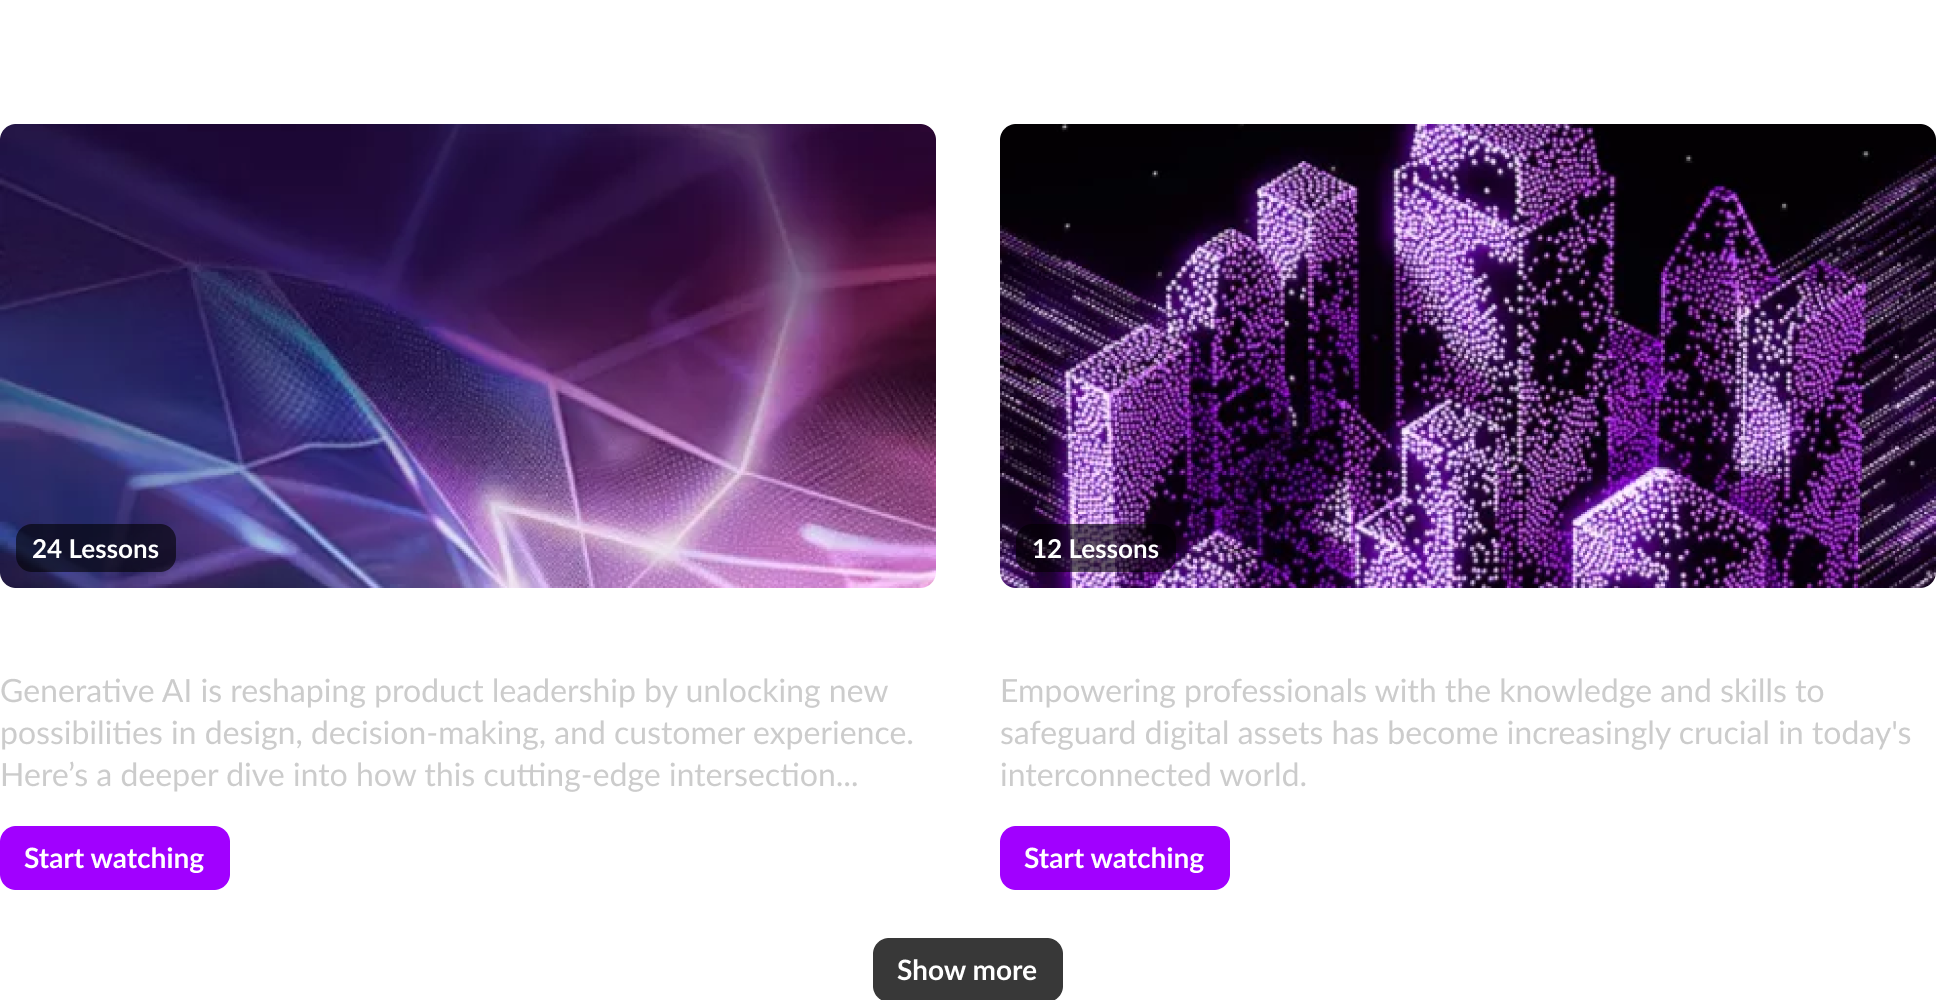 24 Lessons
Generative AI is reshaping product leadership by unlocking new
possibilities in design, decision-making, and customer experience.
Here’s a deeper dive into how this cutting-edge intersection...
Start watching
12 Lessons
Empowering professionals with the knowledge and skills to
safeguard digital assets has become increasingly crucial in today's
interconnected world.
Start watching
Show more